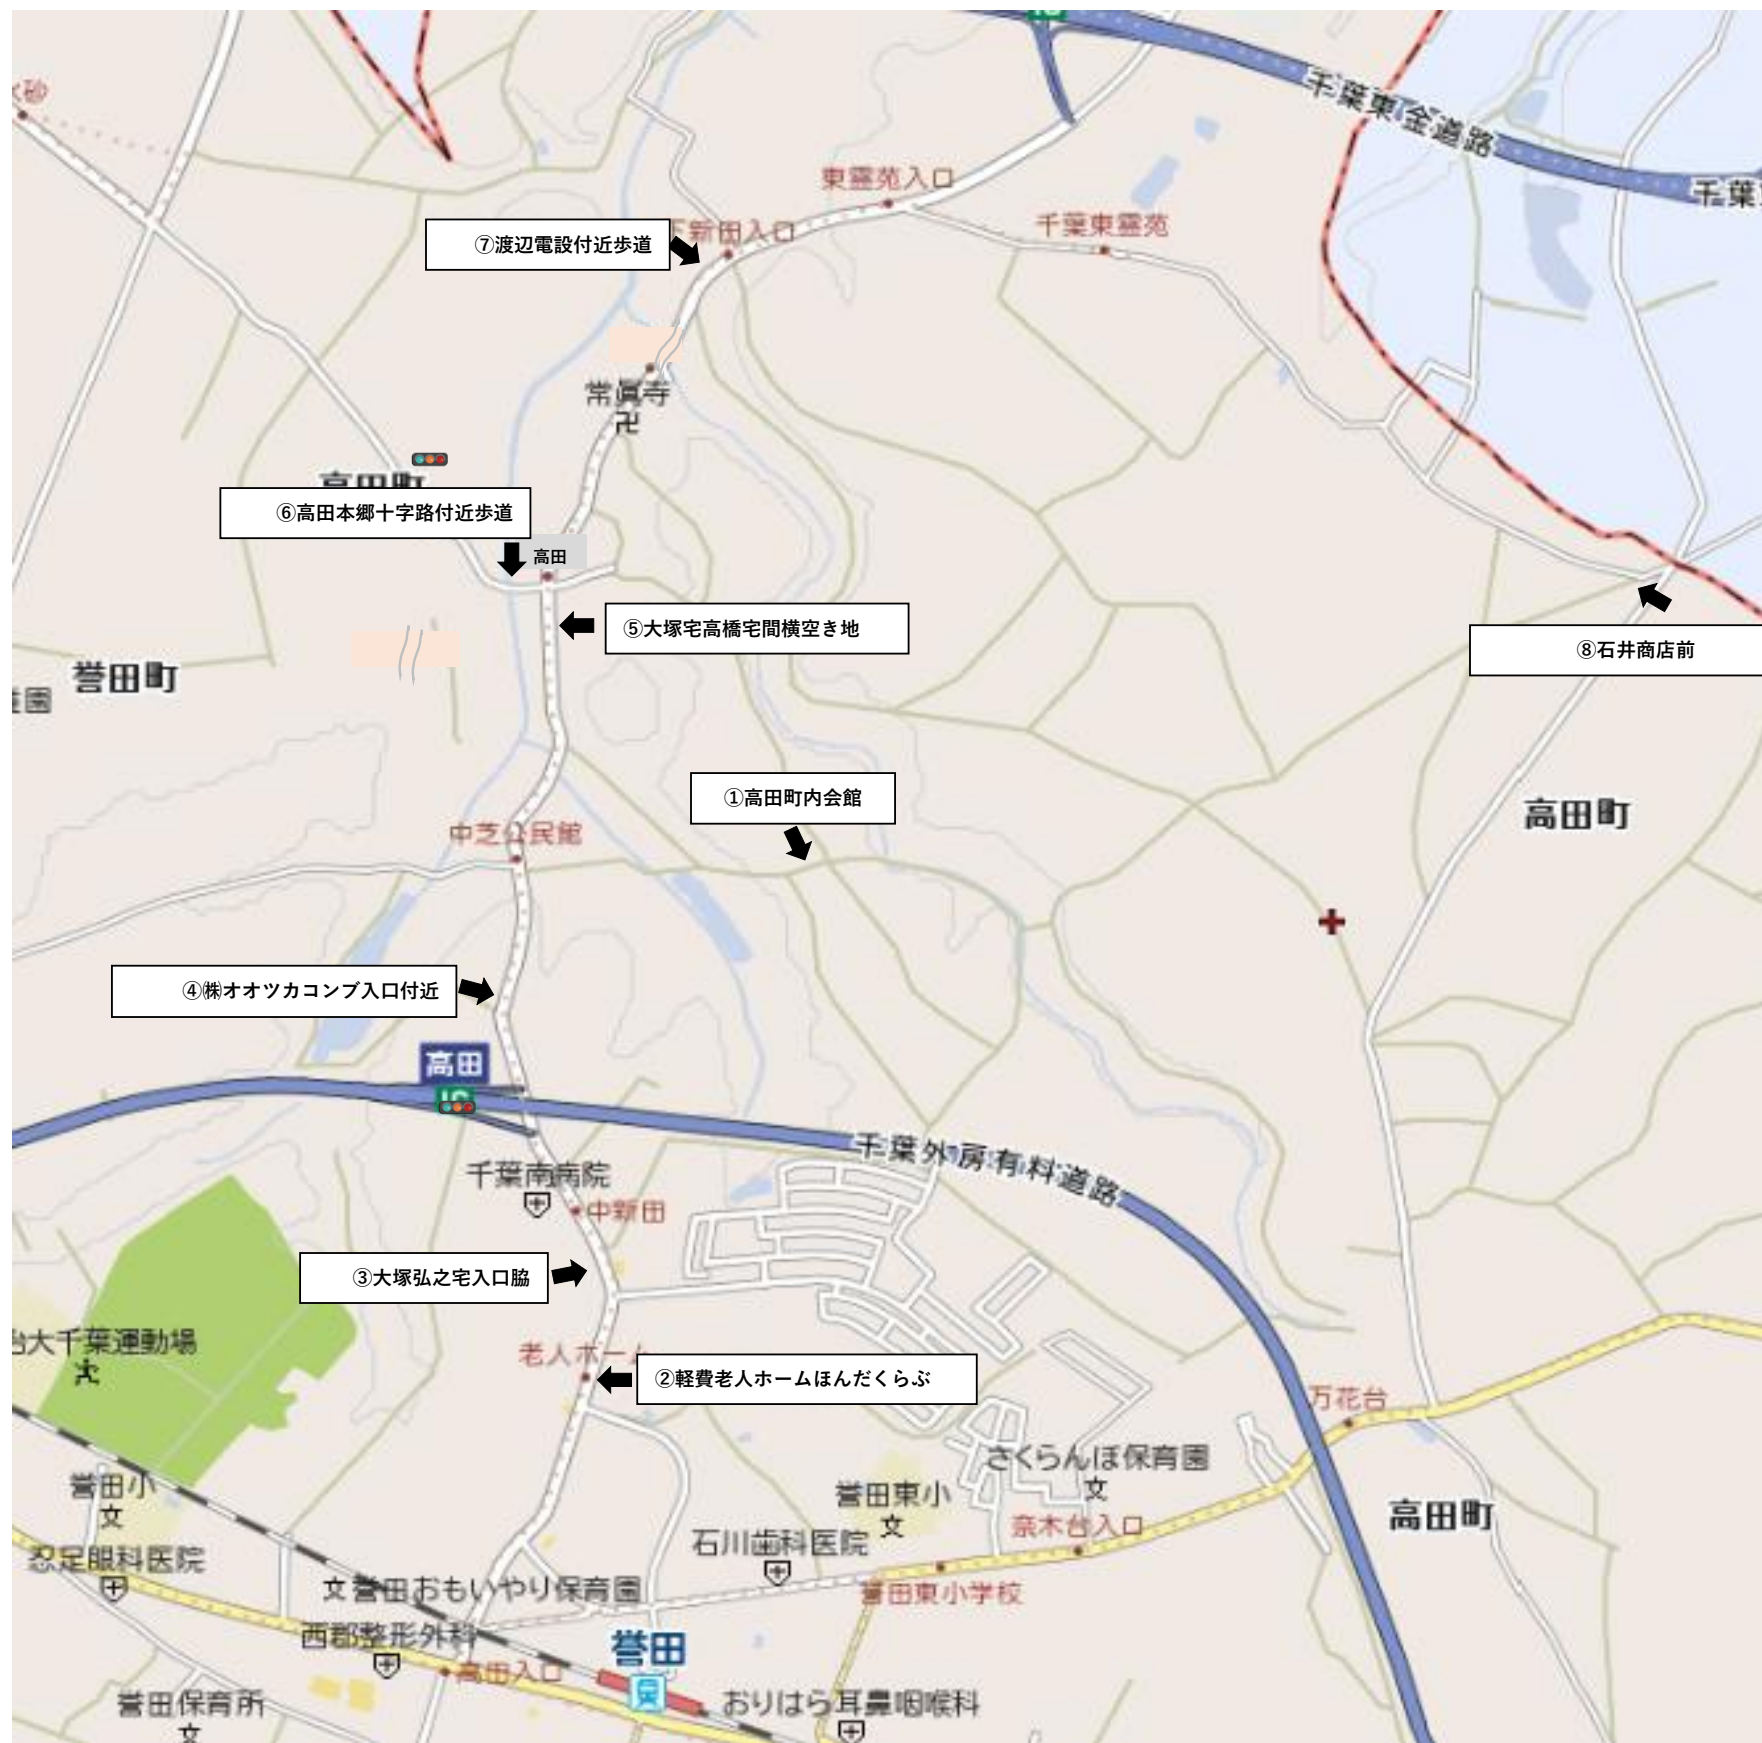 千葉東金道路
千葉
東霊苑入口
千葉東霊苑
下新田入口
⑦渡辺電設付近歩道
常眞寺
高田町
⑥高田本郷十字路付近歩道
高田
⑤大塚宅高橋宅間横空き地
⑧石井商店前
誉田町
園
①高田町内会館
高田町
中芝公民館
④㈱オオツカコンブ入口付近
高田
IC
千葉外房有料道路
千葉南病院
中新田
③大塚弘之宅入口脇
大千葉運動場
老人ホーム
②軽費老人ホームほんだくらぶ
万花台
さくらんぼ保育園
文
誉田小
文
誉田東小
文
高田町
奈木台入口
石川歯科医院
忍足眼科医院
文誉田おもいやり保育園
誉田東小学校
西郡整形外科
誉田
高田入口
誉田保育所
文
おりはら耳鼻咽喉科